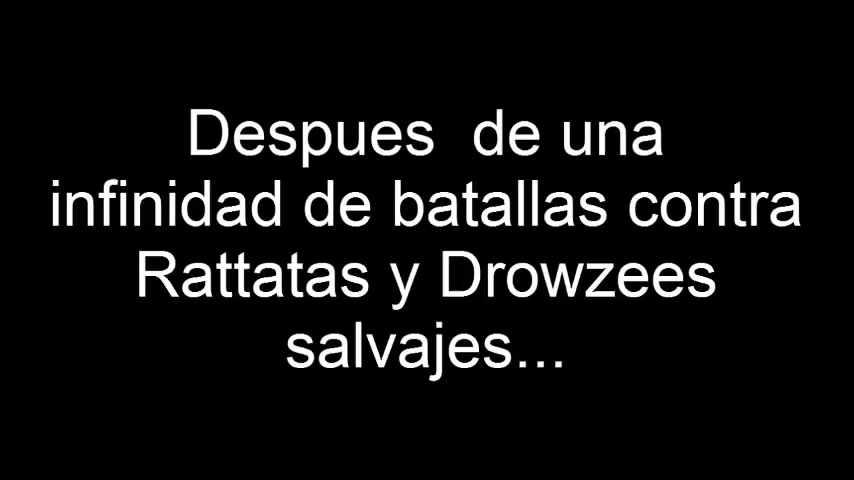 Despues  de una
infinidad de batallas contra
Rattatas y Drowzees
salvajes...